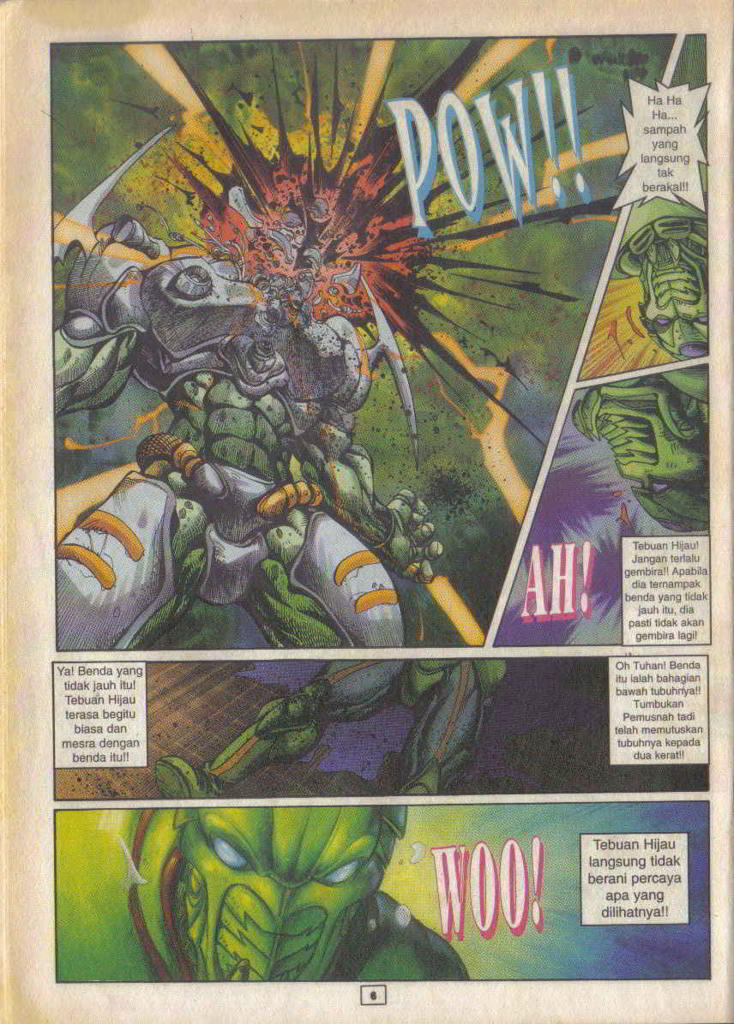 POW!!
Ha Ha
Ha...
sampah
yang
langsung
tak
berakal!!
AH!
Tebuan Hijau!
Jangan terlalu
gembira!! Apabila
dia ternampak
benda yang tidak
jauh itu, dia
pasti tidak akan
gembira lagi!
Ya! Benda yang
tidak jauh itu!
Tebuan Hijau
terasa begitu
biasa dan
mesra dengan
benda itu!!
Oh Tuhan! Benda
itu ialah bahagian
bawah tubuhnya!!
Tumbukan
Pemusnah tadi
telah memutuskan
tubuhnya kepada
dua kerat!!
WOO!
Tebuan Hijau
langsung tidak
berani percaya
apa yang
dilihatnya!!
6